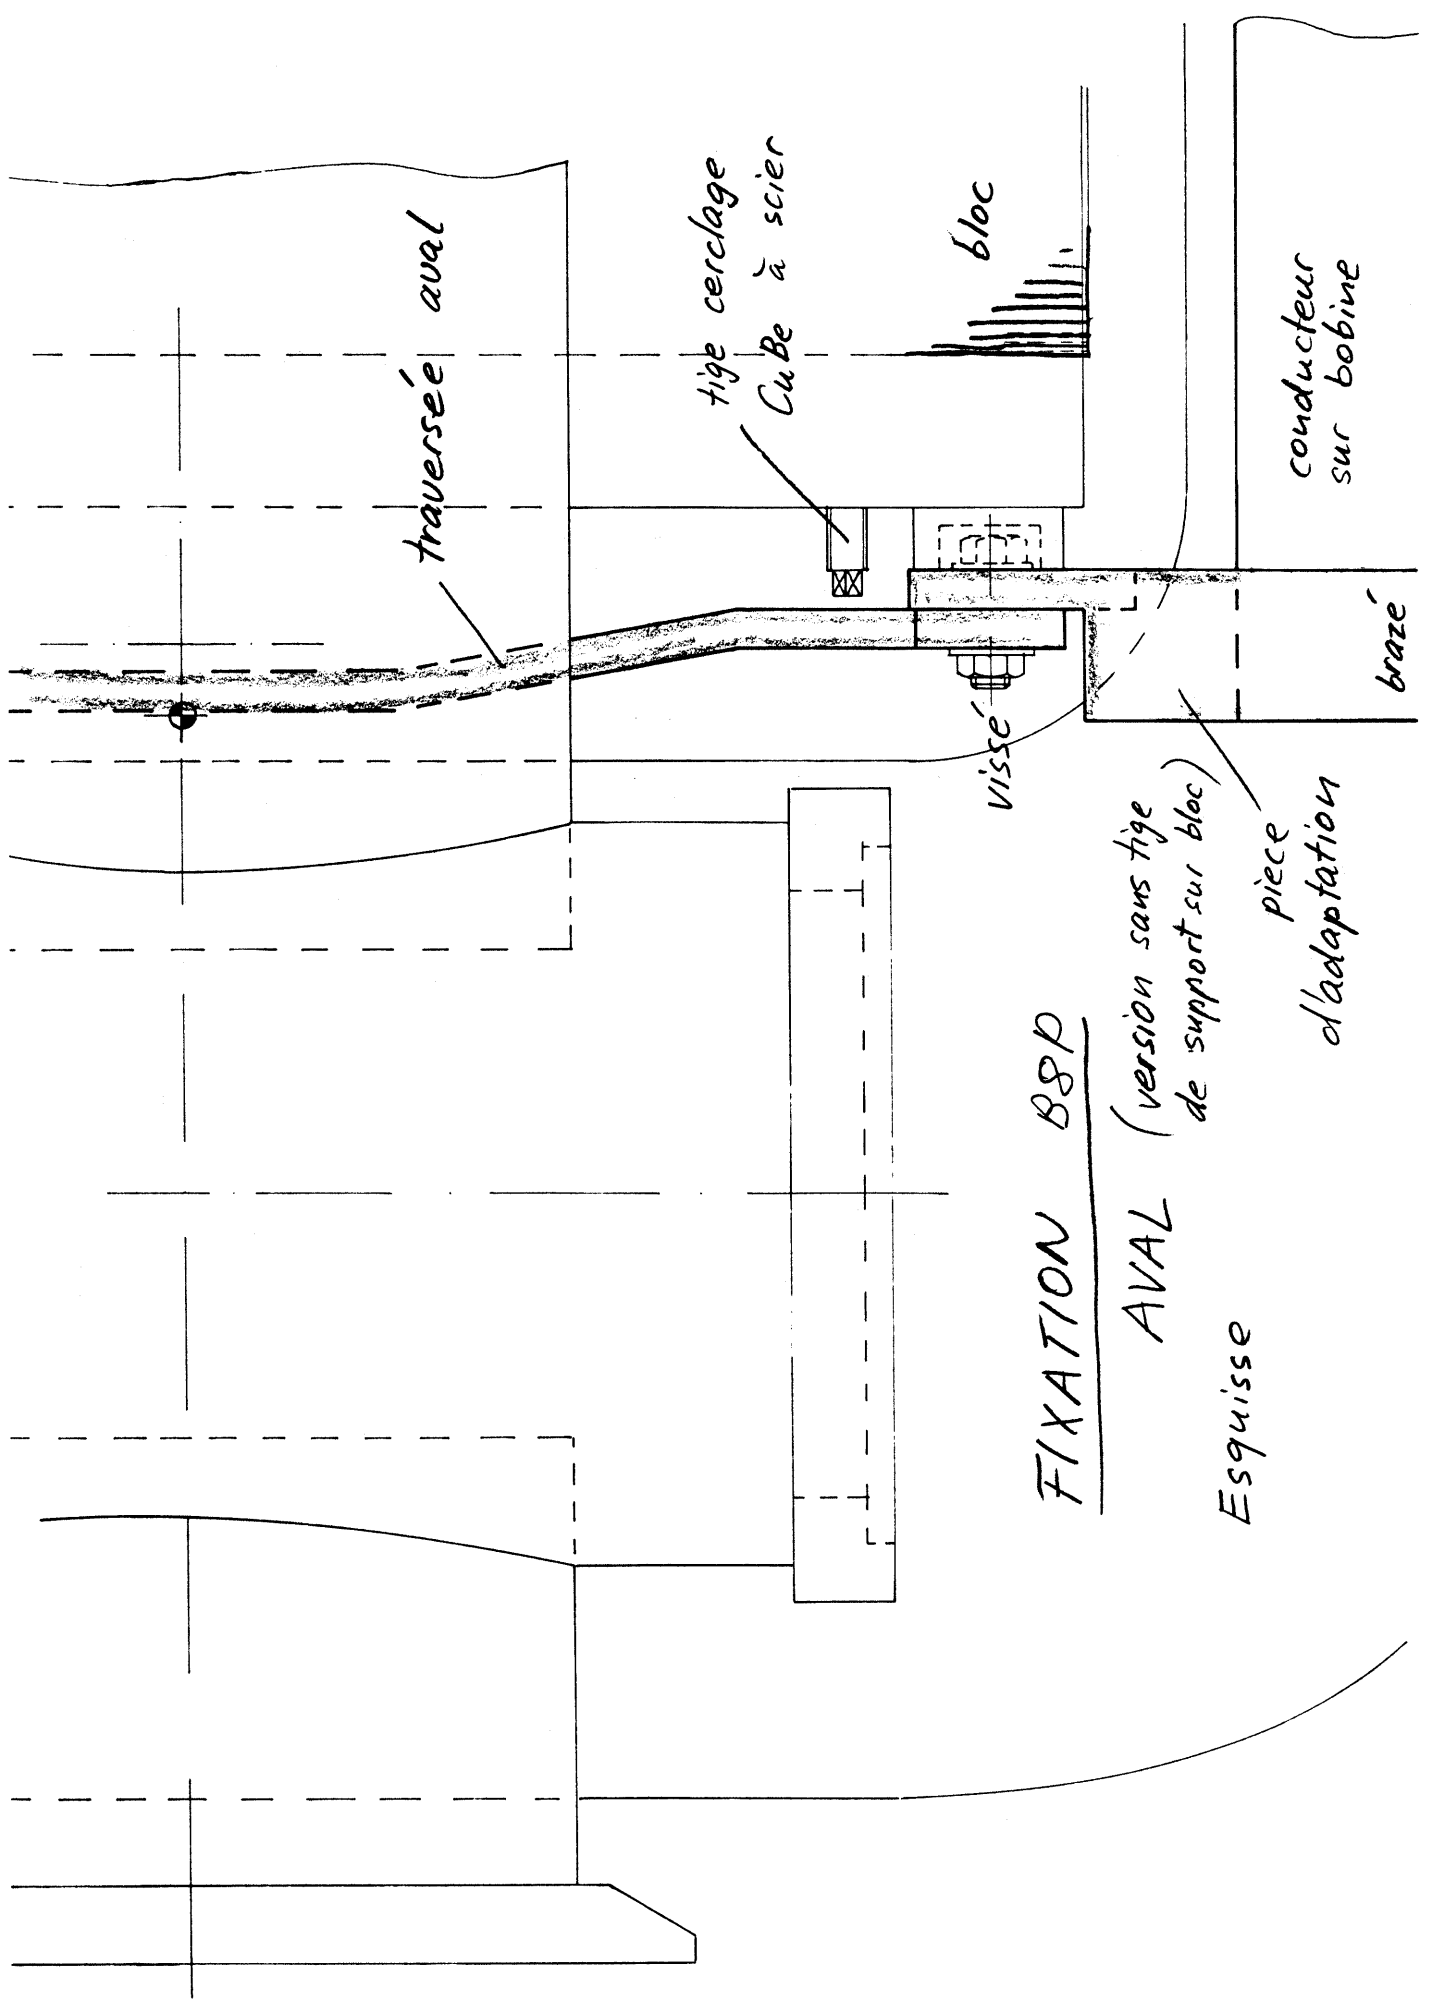 traversé aval
tige cerclage
CuBe à scier
bloc
conducteur
sur bobine
vissé
brazé
pièce
d'adaptation
FIXATION BSP
AVAL (version sans tige
de support sur bloc)
Esquisse